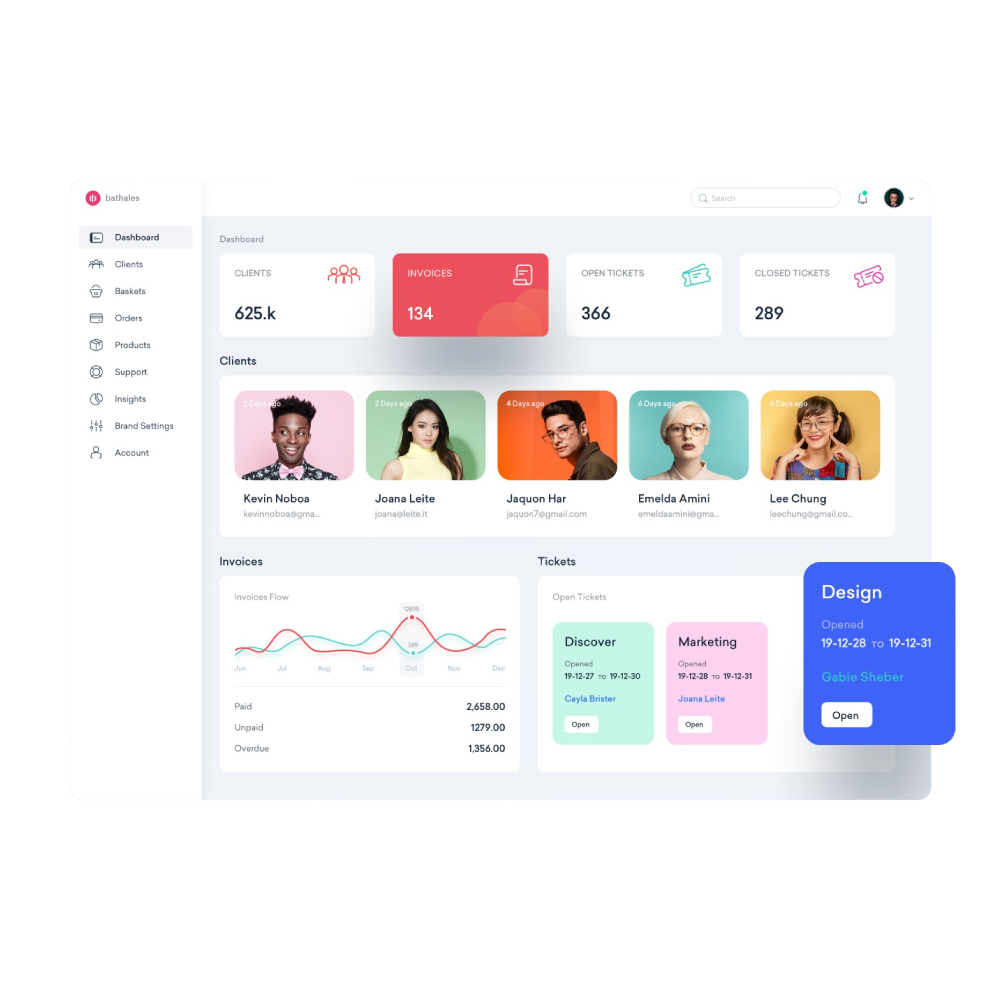 bathales
Search
Dashboard
Clients
Baskets
Orders
Products
Support
Insights
Brand Settings
Account
Dashboard
CLIENTS
625.k
INVOICES
134
OPEN TICKETS
366
CLOSED TICKETS
289
Clients
2 Days ago
Kevin Noboa
kevinnoboa@gma...
2 Days ago
Joana Leite
joana@leite.it
4 Days ago
Jaquon Har
jaquon7@gmail.com
6 Days ago
Emelda Amini
emeldaamini@gma...
6 Days ago
Lee Chung
leechung@gmail.co...
Invoices
Invoices Flow
389
Jun Jul Aug Sep Oct Nov Dec
Paid 2,658.00
Unpaid 1279.00
Overdue 1,356.00
Tickets
Open Tickets
Discover
Opened
19-12-27 TO 19-12-30
Cayla Brister
Open
Marketing
Opened
19-12-28 TO 19-12-31
Joana Leite
Open
Design
Opened
19-12-28 TO 19-12-31
Gabie Sheber
Open